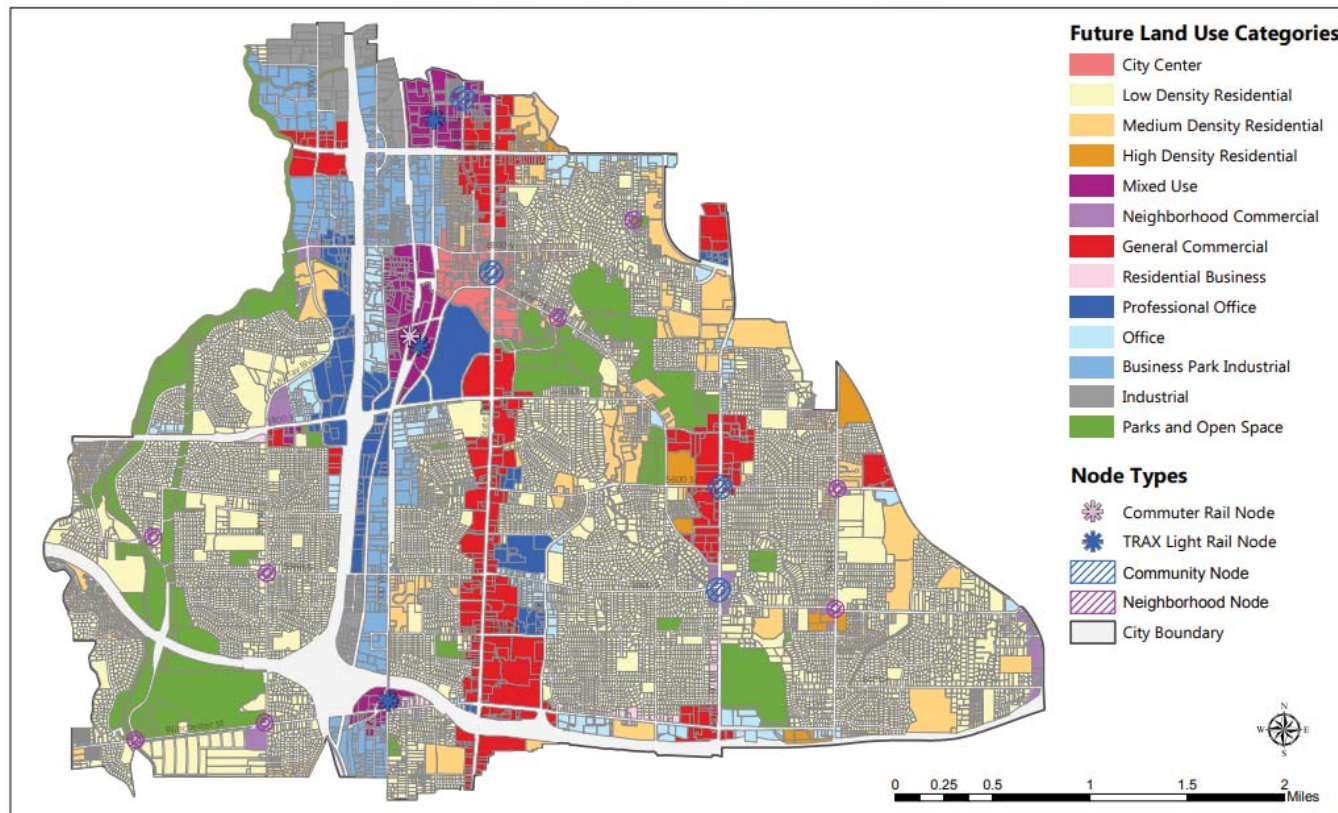 Future Land Use Categories
City Center
Low Density Residential
Medium Density Residential
High Density Residential
Mixed Use
Neighborhood Commercial
General Commercial
Residential Business
Professional Office
Office
Business Park Industrial
Industrial
Parks and Open Space
Node Types
Commuter Rail Node
TRAX Light Rail Node
Community Node
Neighborhood Node
City Boundary
5600 S
Winchester St
N
W E
S
0 0.25 0.5 1 1.5 2
Miles